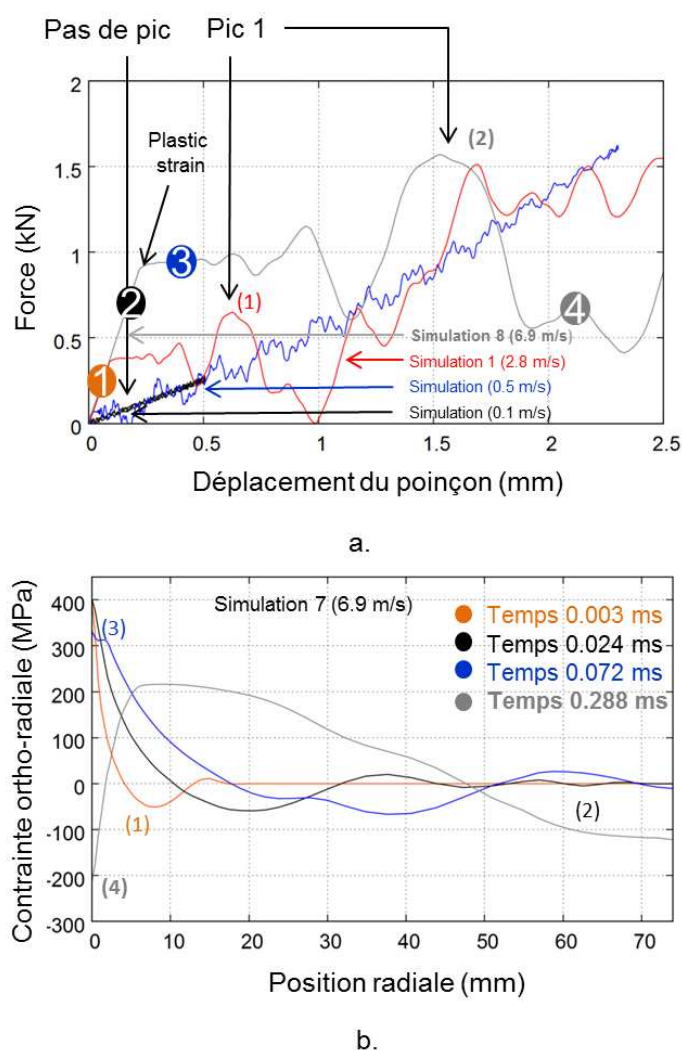 Pas de pic
Pic 1
2
1.5
1
0.5
0
Force (kN)
Plastic
strain
(2)
3
4
2
(1)
1
Simulation 8 (6.9 m/s)
Simulation 1 (2.8 m/s)
Simulation (0.5 m/s)
Simulation (0.1 m/s)
0
0.5
1
1.5
2
2.5
Déplacement du poinçon (mm)
a.
400
300
200
100
0
-100
-200
-300
Contrainte ortho-radiale (MPa)
Simulation 7 (6.9 m/s)
Temps 0.003 ms
Temps 0.024 ms
Temps 0.072 ms
Temps 0.288 ms
(3)
(1)
(2)
(4)
0
10
20
30
40
50
60
70
Position radiale (mm)
b.